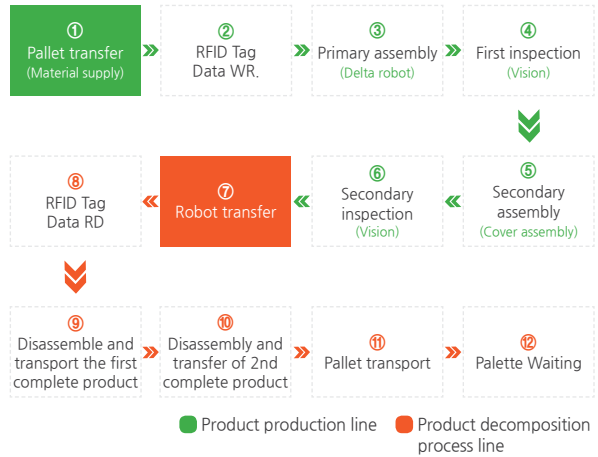 ①
Pallet transfer
(Material supply)
②
RFID Tag
Data WR.
③
Primary assembly
(Delta robot)
④
First inspection
(Vision)
⑤
Secondary
assembly
(Cover assembly)
⑥
Secondary
inspection
(Vision)
⑦
Robot transfer
⑧
RFID Tag
Data RD
⑨
Disassemble and
transport the first
complete product
⑩
Disassembly and
transfer of 2nd
complete product
⑪
Pallet transport
⑫
Palette Waiting
Product production line
Product decomposition
process line